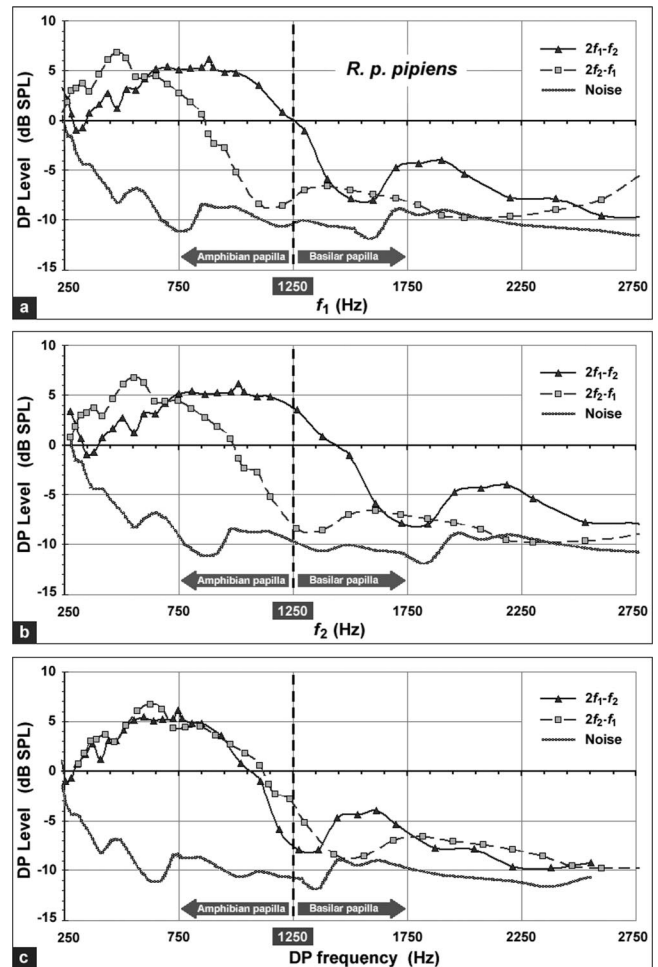 10
5
0
-5
-10
-15
DP Level (dB SPL)
R. p. pipiens
2f₁-f₂
2f₂-f₁
Noise
Amphibian papilla
Basilar papilla
250 750 1250 1750 2250 2750
a
f₁ (Hz)
10
5
0
-5
-10
-15
DP Level (dB SPL)
2f₁-f₂
2f₂-f₁
Noise
Amphibian papilla
Basilar papilla
250 750 1250 1750 2250 2750
b
f₂ (Hz)
10
5
0
-5
-10
-15
DP Level (dB SPL)
2f₁-f₂
2f₂-f₁
Noise
Amphibian papilla
Basilar papilla
250 750 1250 1750 2250 2750
c
DP frequency (Hz)